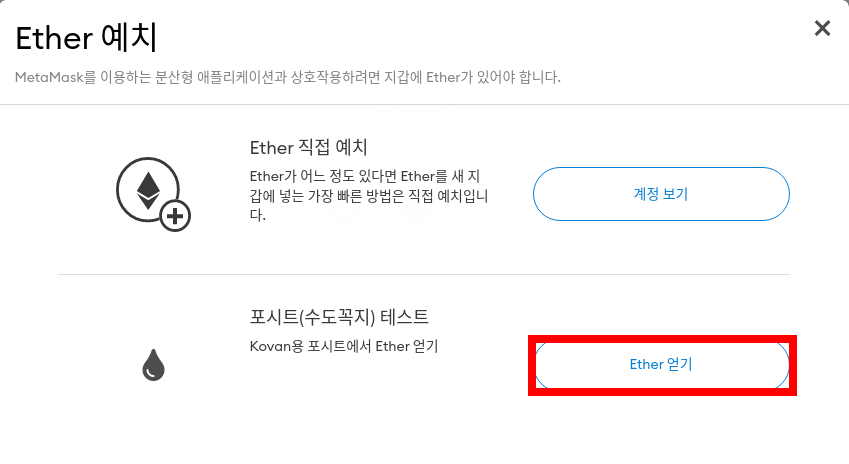 Ether 예치
MetaMask를 이용하는 분산형 애플리케이션과 상호작용하려면 지갑에 Ether가 있어야 합니다.
Ether 직접 예치
Ether가 어느 정도 있다면 Ether를 새 지
갑에 넣는 가장 빠른 방법은 직접 예치입니
다.
계정 보기
포시트(수도꼭지) 테스트
Kovan용 포시트에서 Ether 얻기
Ether 얻기